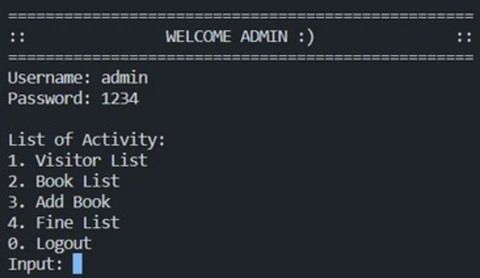 ==================================================
::               WELCOME ADMIN :)               ::
==================================================
Username: admin
Password: 1234

List of Activity:
1. Visitor List
2. Book List
3. Add Book
4. Fine List
0. Logout
Input: